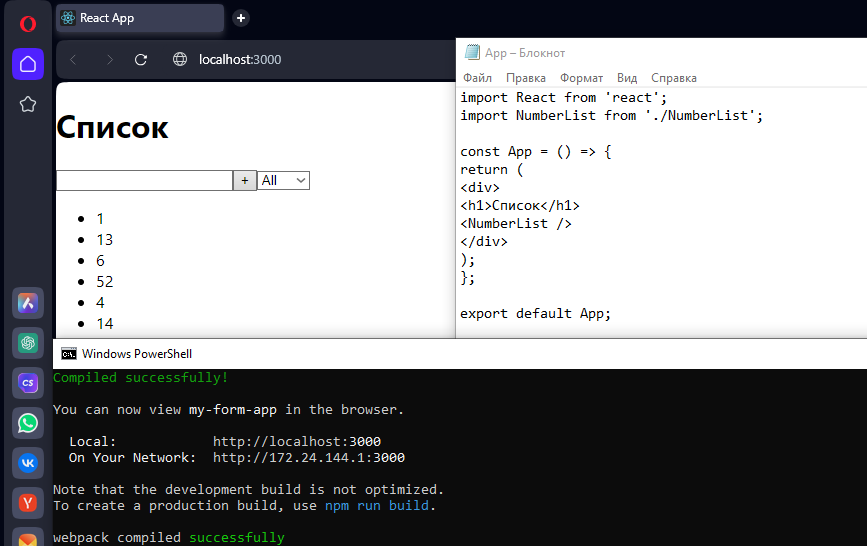 React App
localhost:3000
Список
+ All
1
13
6
52
4
14
App – Блокнот
Файл Правка Формат Вид Справка
import React from 'react';
import NumberList from './NumberList';
const App = () => {
return (
<div>
<h1>Список</h1>
<NumberList />
</div>
);
};
export default App;
Windows PowerShell
Compiled successfully!
You can now view my-form-app in the browser.
Local: http://localhost:3000
On Your Network: http://172.24.144.1:3000
Note that the development build is not optimized.
To create a production build, use npm run build.
webpack compiled successfully
CS